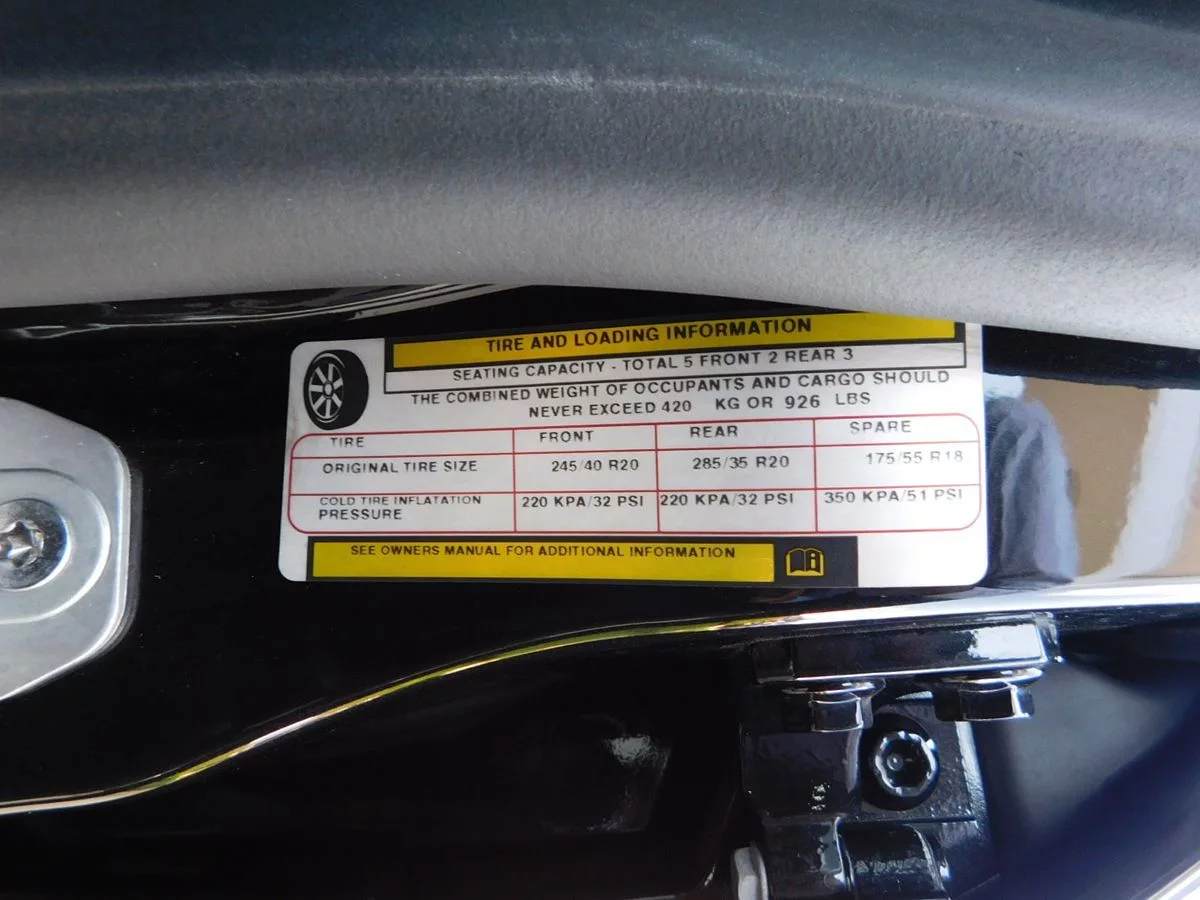 TIRE AND LOADING INFORMATION
SEATING CAPACITY - TOTAL 5 FRONT 2 REAR 3
THE COMBINED WEIGHT OF OCCUPANTS AND CARGO SHOULD
NEVER EXCEED 420 KG OR 926 LBS
TIRE FRONT REAR SPARE
ORIGINAL TIRE SIZE 245/40 R20 285/35 R20 175/55 R18
COLD TIRE INFLATATION 220 KPA/32 PSI 220 KPA/32 PSI 350 KPA/51 PSI
PRESSURE
SEE OWNERS MANUAL FOR ADDITIONAL INFORMATION